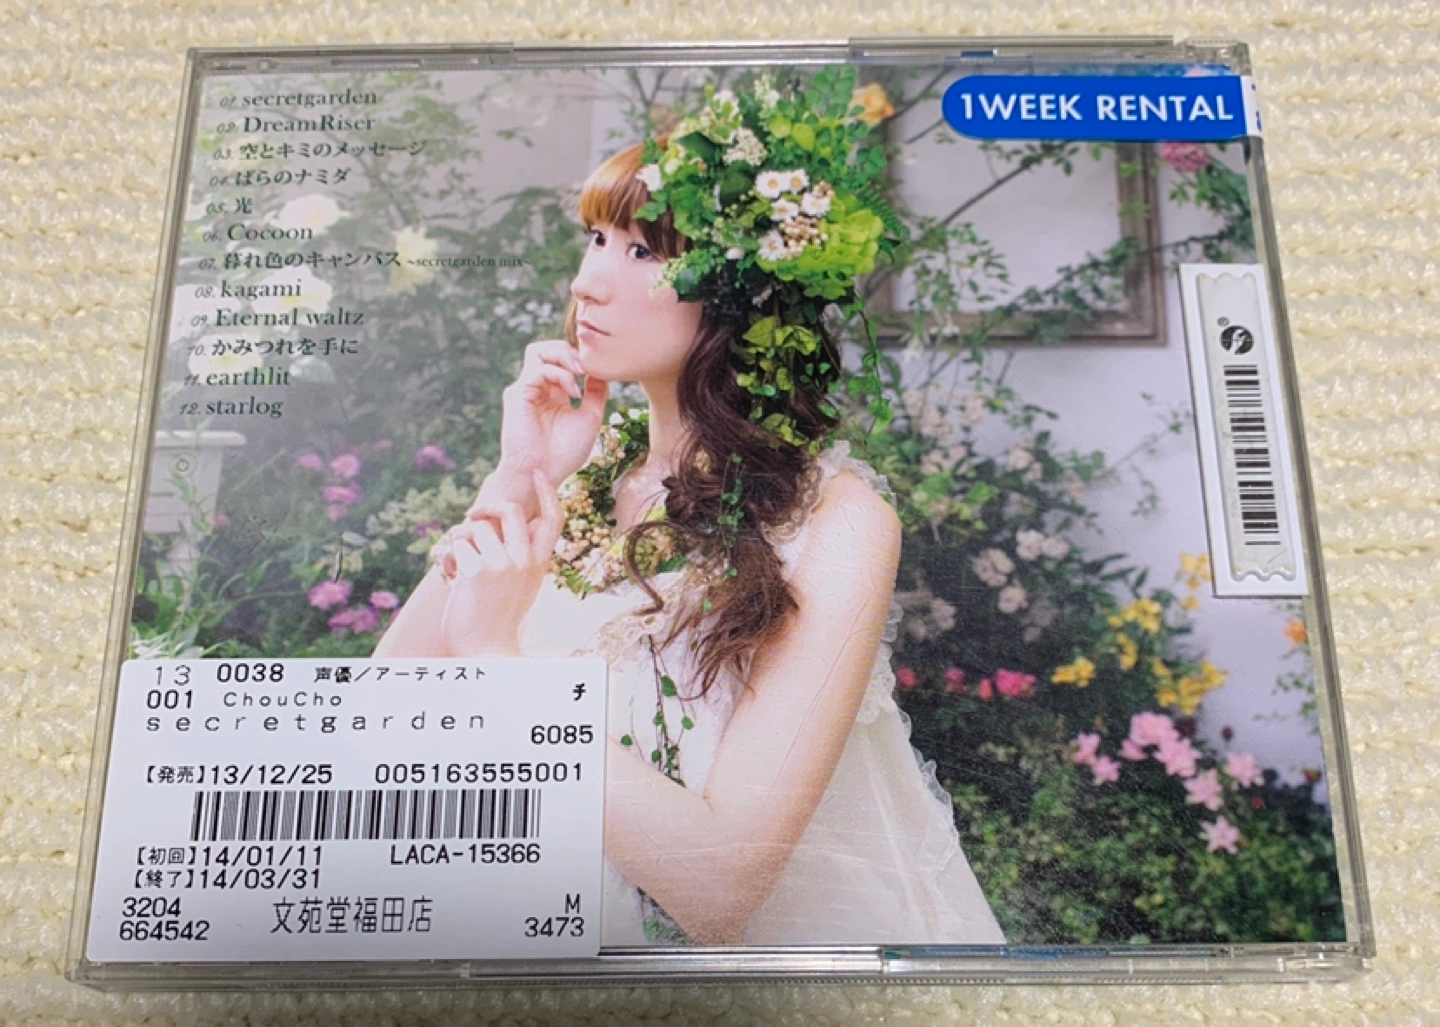 01. secretgarden
02. DreamRiser
03. 空とキミのメッセージ
04. ばらのナミダ
05. 光
06. Cocoon
07. 暮れ色のキャンバス ~secretgarden mix~
08. kagami
09. Eternal waltz
10. かみつれを手に
11. earthlit
12. starlog
1WEEK RENTAL
13 0038 声優/アーティスト
001 ChouCho チ
secretgarden
6085
【発売】13/12/25 005163555001
【初回】14/01/11 LACA-15366
【終了】14/03/31
3204 文苑堂福田店 M
664542 3473